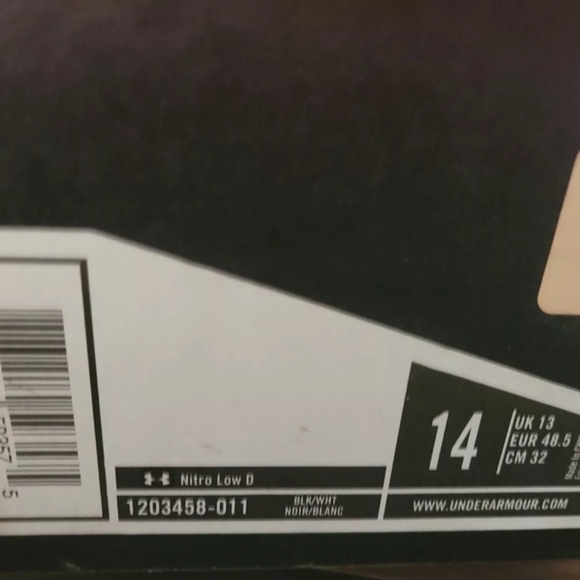 Nitro Low D
1203458-011
BLK/WHT
NOIR/BLANC
14
UK 13
EUR 48.5
CM 32
WWW.UNDERARMOUR.COM
5